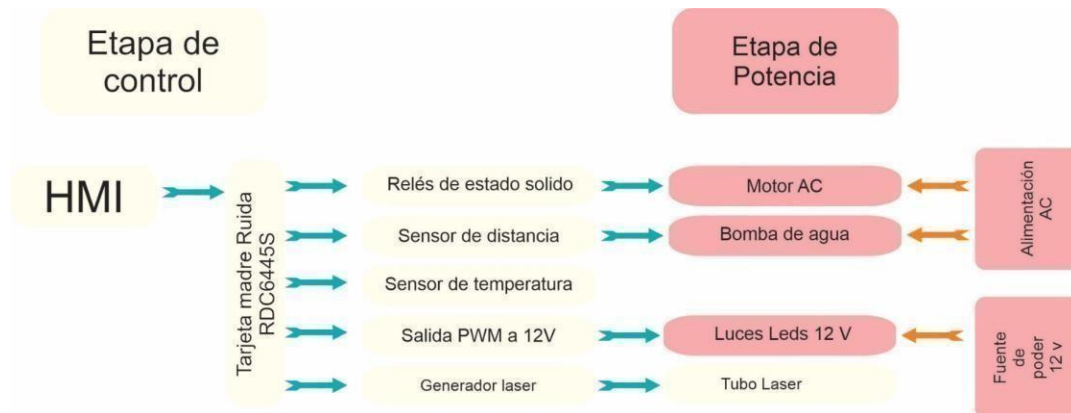 Etapa de
control
Etapa de
Potencia
HMI
Tarjeta madre Ruida
RDC6445S
Relés de estado solido
Motor AC
Alimentación
AC
Sensor de distancia
Bomba de agua
Sensor de temperatura
Salida PWM a 12V
Luces Leds 12 V
Fuente
de
poder
12 v
Generador laser
Tubo Laser